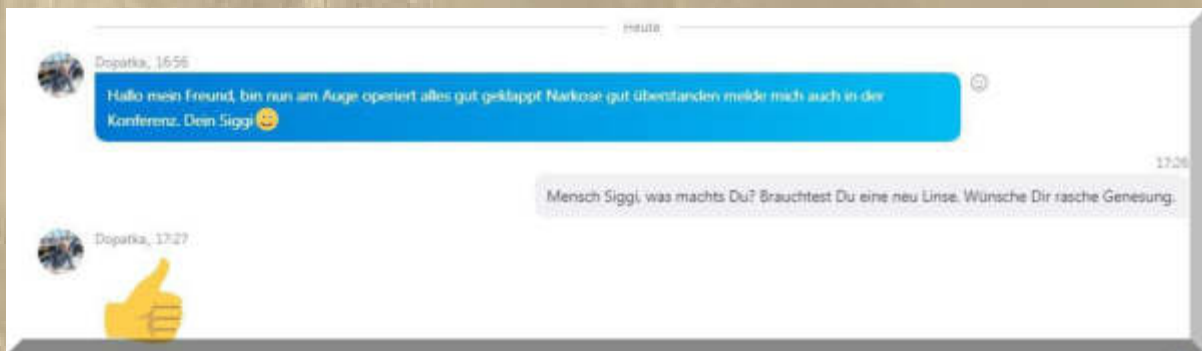 Heute
Dopatka, 16:56
Hallo mein Freund, bin nun am Auge operiert alles gut geklappt Narkose gut überstanden melde mich auch in der
Konferenz. Dein Siggi
17:26
Mensch Siggi, was machts Du? Brauchtest Du eine neu Linse. Wünsche Dir rasche Genesung.
Dopatka, 17:27